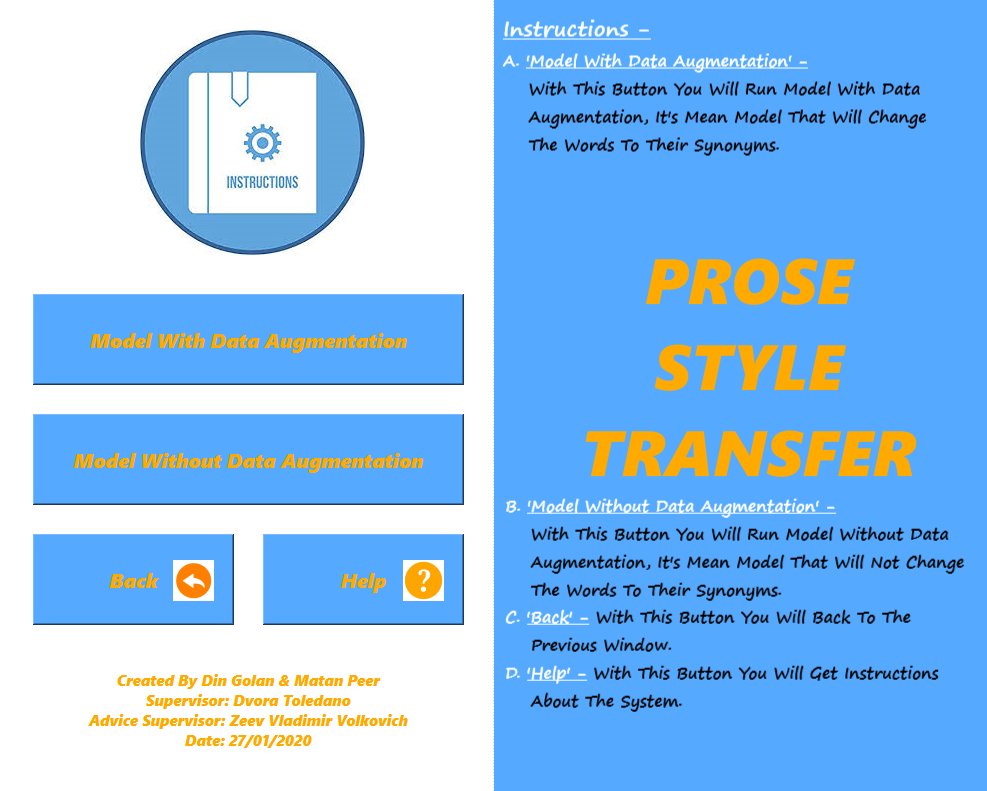 INSTRUCTIONS
Model With Data Augmentation
Model Without Data Augmentation
Back
Help
?
Created By Din Golan & Matan Peer
Supervisor: Dvora Toledano
Advice Supervisor: Zeev Vladimir Volkovich
Date: 27/01/2020
Instructions -
A. 'Model With Data Augmentation' -
With This Button You Will Run Model With Data
Augmentation, It's Mean Model That Will Change
The Words To Their Synonyms.
PROSE
STYLE
TRANSFER
B. 'Model Without Data Augmentation' -
With This Button You Will Run Model Without Data
Augmentation, It's Mean Model That Will Not Change
The Words To Their Synonyms.
C. 'Back' - With This Button You Will Back To The
Previous Window.
D. 'Help' - With This Button You Will Get Instructions
About The System.